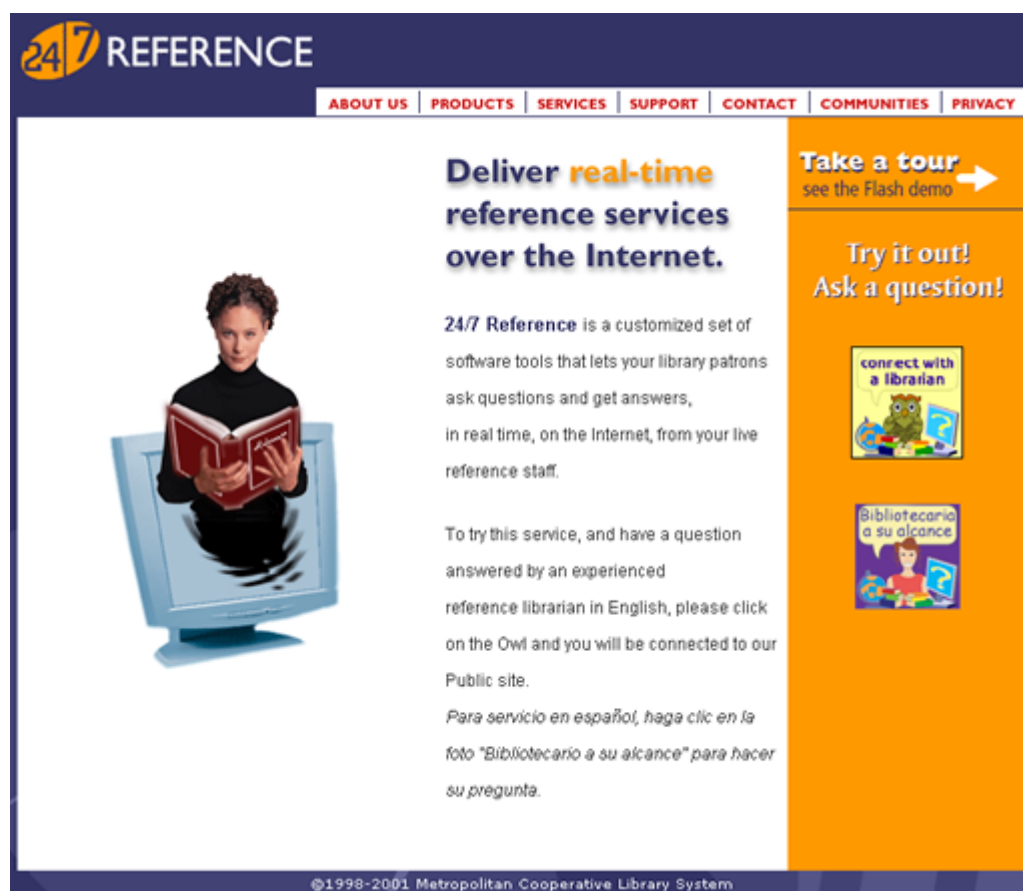 24/7 REFERENCE
ABOUT US PRODUCTS SERVICES SUPPORT CONTACT COMMUNITIES PRIVACY
Deliver real-time
reference services
over the Internet.
24/7 Reference is a customized set of
software tools that lets your library patrons
ask questions and get answers,
in real time, on the Internet, from your live
reference staff.
To try this service, and have a question
answered by an experienced
reference librarian in English, please click
on the Owl and you will be connected to our
Public site.
Para servicio en español, haga clic en la
foto "Bibliotecario a su alcance" para hacer
su pregunta.
Take a tour
see the Flash demo
Try it out!
Ask a question!
connect with
a librarian
?
Bibliotecaria
a su alcance
?
©1998-2001 Metropolitan Cooperative Library System